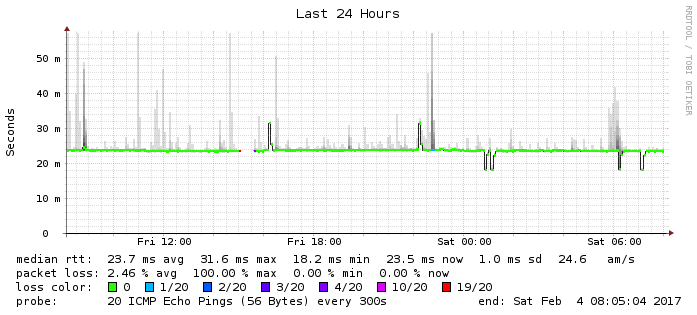 Last 24 Hours
RRDTOOL / TOBI OETIKER
Seconds
50 m
40 m
30 m
20 m
10 m
0
Fri 12:00 Fri 18:00 Sat 00:00 Sat 06:00
median rtt: 23.7 ms avg 31.6 ms max 18.2 ms min 23.5 ms now 1.0 ms sd 24.6 am/s
packet loss: 2.46 % avg 100.00 % max 0.00 % min 0.00 % now
loss color: 0 1/20 2/20 3/20 4/20 10/20 19/20
probe: 20 ICMP Echo Pings (56 Bytes) every 300s end: Sat Feb 4 08:05:04 2017